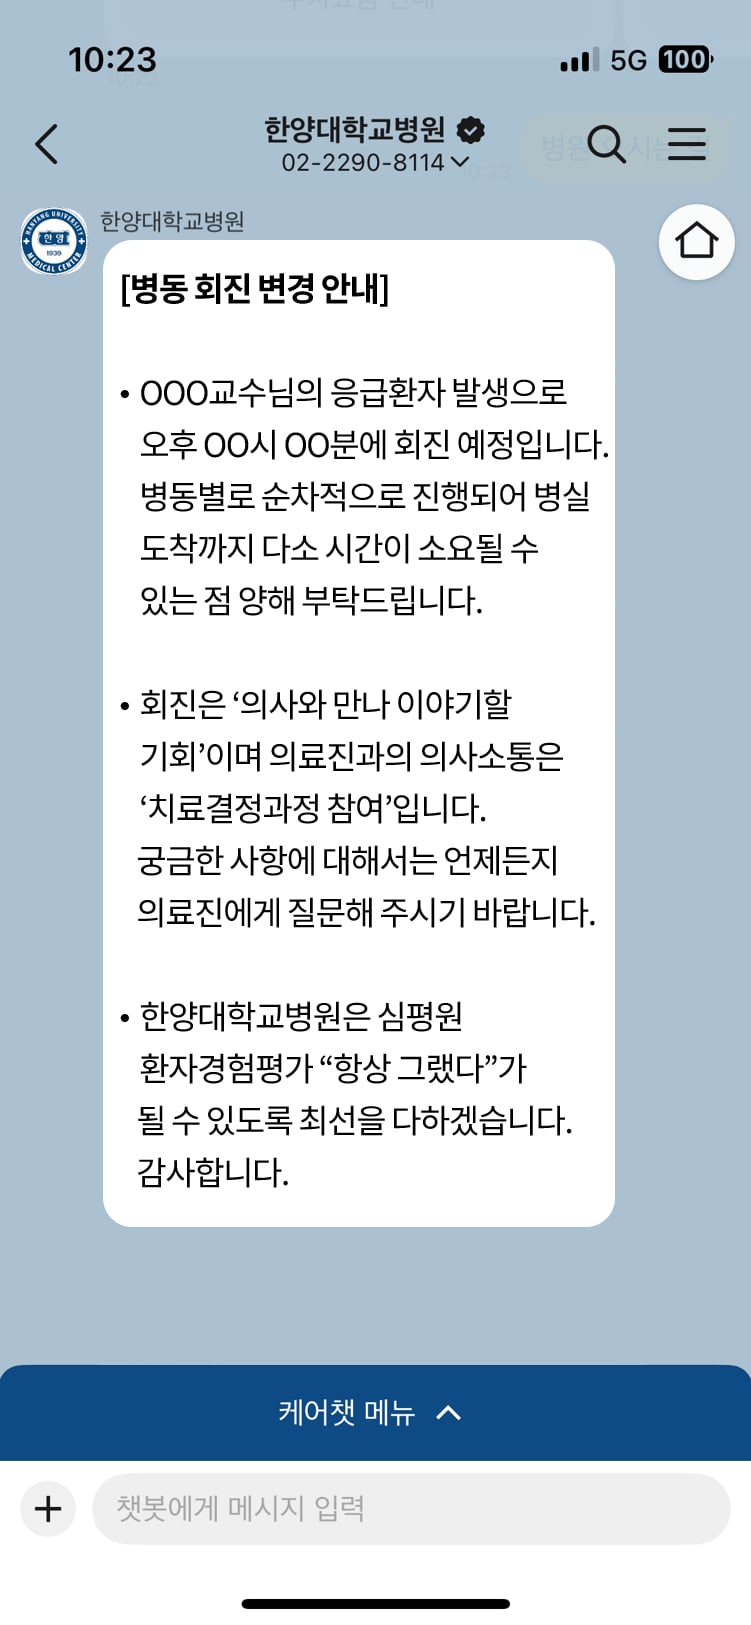 10:23
5G 100
한양대학교병원
02-2290-8114
10:23
한양대학교병원
HANYANG UNIVERSITY
한양
1939
MEDICAL CENTER
[병동 회진 변경 안내]
• OOO교수님의 응급환자 발생으로
오후 OO시 OO분에 회진 예정입니다.
병동별로 순차적으로 진행되어 병실
도착까지 다소 시간이 소요될 수
있는 점 양해 부탁드립니다.
• 회진은 ‘의사와 만나 이야기할
기회’이며 의료진과의 의사소통은
‘치료결정과정 참여’입니다.
궁금한 사항에 대해서는 언제든지
의료진에게 질문해 주시기 바랍니다.
• 한양대학교병원은 심평원
환자경험평가 “항상 그랬다”가
될 수 있도록 최선을 다하겠습니다.
감사합니다.
케어챗 메뉴
챗봇에게 메시지 입력